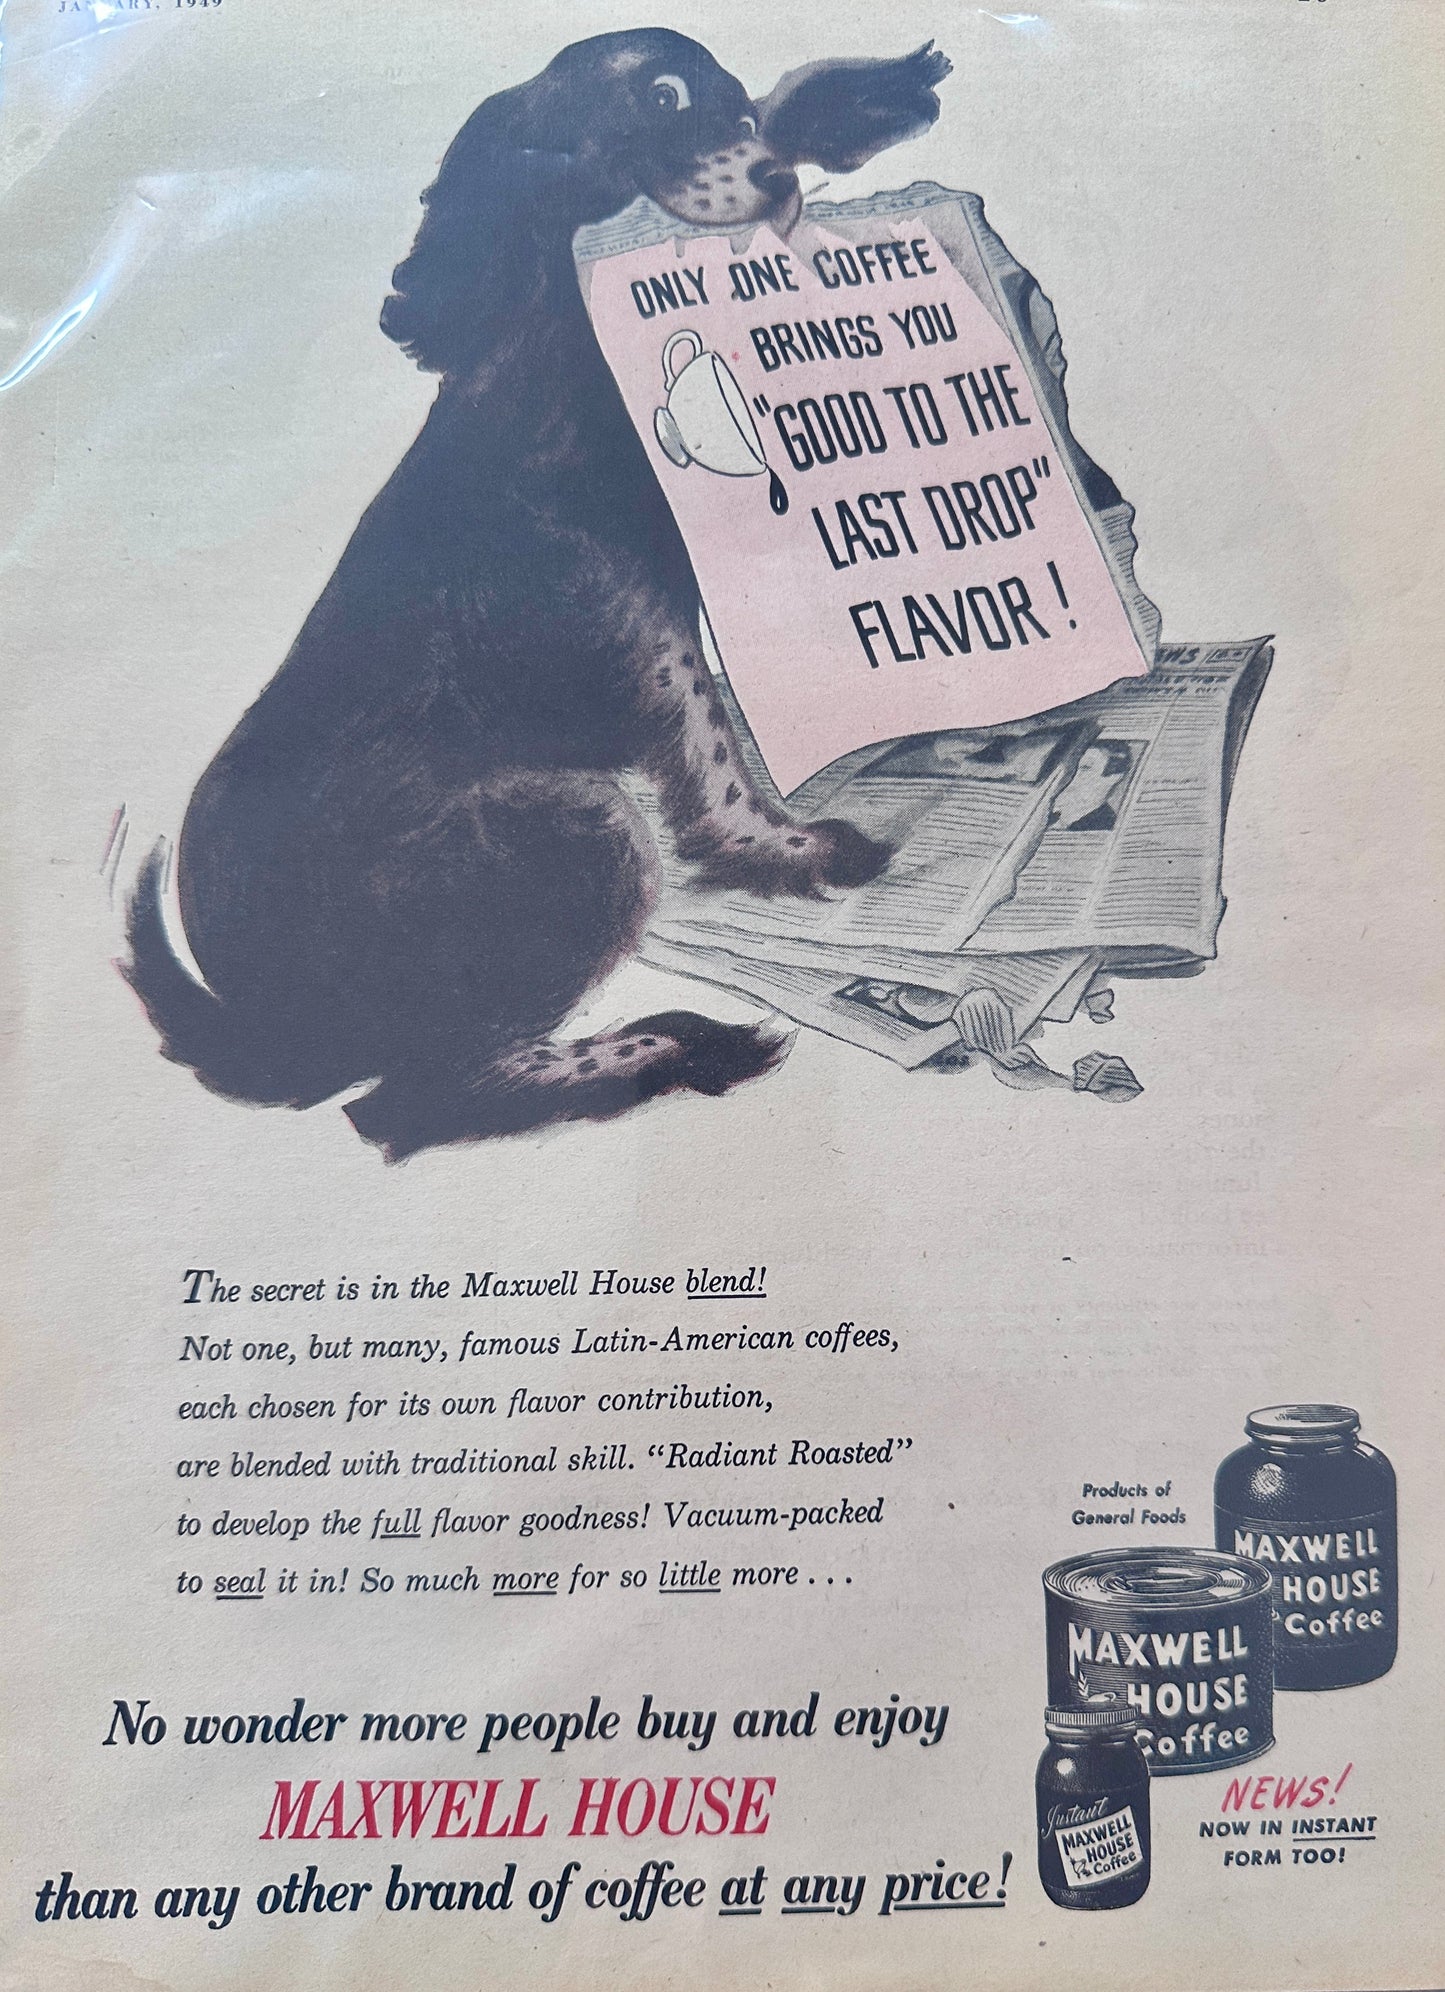 JANUARY, 1949
ONLY ONE COFFEE
BRINGS YOU
"GOOD TO THE
LAST DROP"
FLAVOR!
The secret is in the Maxwell House blend!
Not one, but many, famous Latin-American coffees,
each chosen for its own flavor contribution,
are blended with traditional skill. “Radiant Roasted”
to develop the full flavor goodness! Vacuum-packed
to seal it in! So much more for so little more . . .
Products of
General Foods
MAXWELL
HOUSE
Coffee
MAXWELL
HOUSE
Coffee
Instant
MAXWELL
HOUSE
Coffee
NEWS!
NOW IN INSTANT
FORM TOO!
No wonder more people buy and enjoy
MAXWELL HOUSE
than any other brand of coffee at any price!